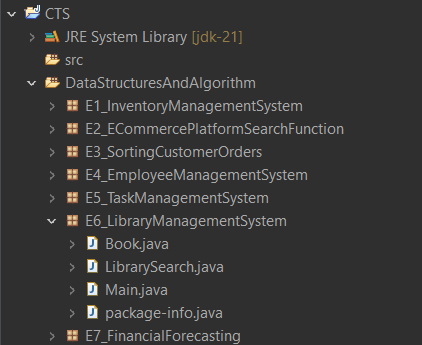 CTS
JRE System Library [jdk-21]
src
DataStructuresAndAlgorithm
E1_InventoryManagementSystem
E2_ECommercePlatformSearchFunction
E3_SortingCustomerOrders
E4_EmployeeManagementSystem
E5_TaskManagementSystem
E6_LibraryManagementSystem
Book.java
LibrarySearch.java
Main.java
package-info.java
E7_FinancialForecasting